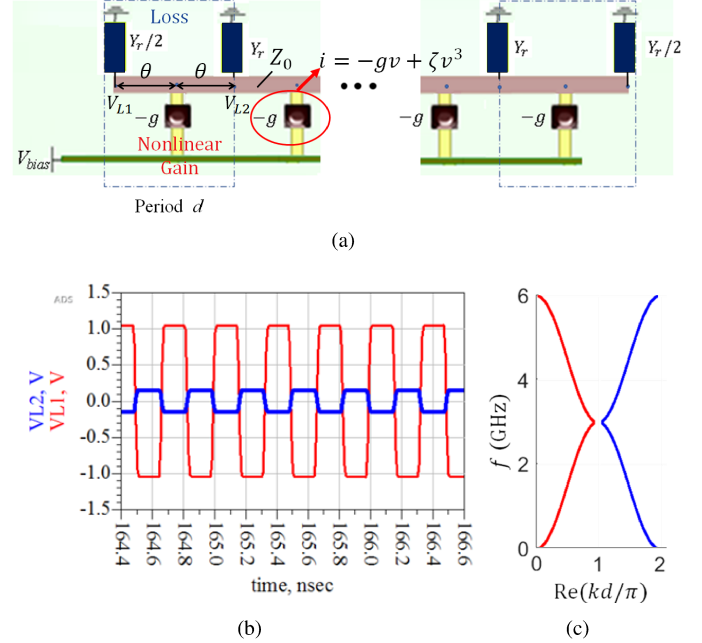 Loss
Y_r/2
Y_r
Z_0
i = −gv + ζv^3
Y_r
Y_r/2
θ
θ
V_L1
−g
V_L2
−g
−g
−g
Nonlinear
Gain
V_bias
Period d
(a)
ADS
VL2, V
VL1, V
1.5
1.0
0.5
0.0
-0.5
-1.0
-1.5
164.4
164.6
164.8
165.0
165.2
165.4
165.6
165.8
166.0
166.2
166.4
166.6
time, nsec
(b)
f (GHz)
6
4
2
0
0
1
2
Re(kd/π)
(c)